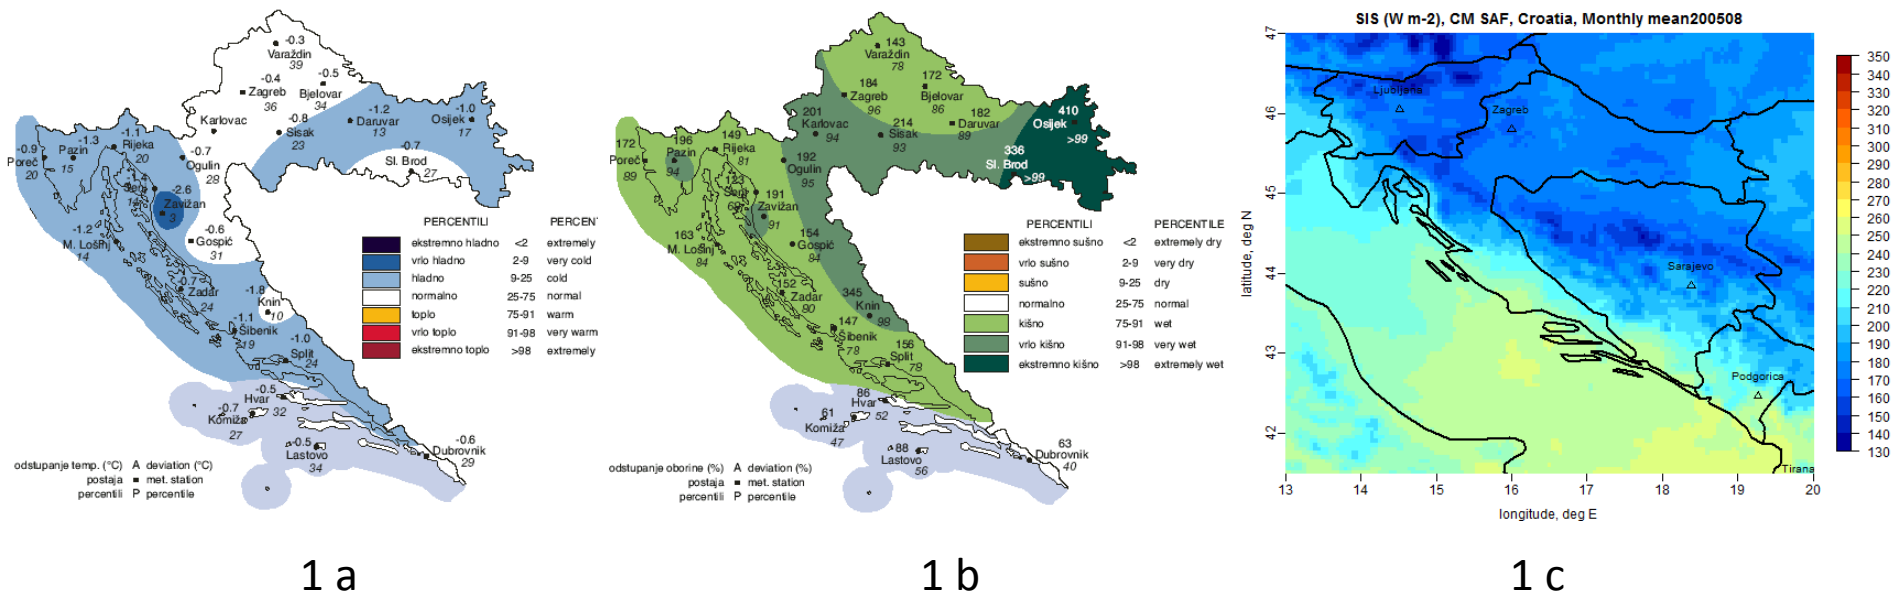 -0.3
Varaždin
39
-0.4
Zagreb
36
-0.5
Bjelovar
34
Karlovac
-0.8
Sisak
23
-1.2
Daruvar
13
-1.0
Osijek
17
-0.7
Sl. Brod
27
-0.9
Poreč
20
-1.3
Pazin
15
-1.1
Rijeka
20
Ogulin
28
-2.6
Zavižan
3
-1.2
M. Lošinj
14
-0.6
Gospić
31
-0.7
Zadar
24
-1.8
Knin
10
-1.1
Šibenik
19
-1.0
Split
24
-0.5
Hvar
32
-0.7
Komiža
27
-0.5
Lastovo
34
-0.6
Dubrovnik
29
PERCENTILI PERCENT
ekstremno hladno <2 extremely
vrlo hladno 2-9 very cold
hladno 9-25 cold
normalno 25-75 normal
toplo 75-91 warm
vrlo toplo 91-98 very warm
ekstremno toplo >98 extremely
odstupanje temp. (°C) A deviation (°C)
postaja met. station
percentili P percentile
1 a
143
Varaždin
78
184
Zagreb
96
172
Bjelovar
86
201
Karlovac
94
214
Sisak
93
182
Daruvar
89
410
Osijek
>99
336
Sl. Brod
>99
172
Poreč
89
196
Pazin
94
149
Rijeka
81
192
Ogulin
95
123
Senj
69
191
Zavižan
91
163
M. Lošinj
84
154
Gospić
84
152
Zadar
90
345
Knin
98
147
Šibenik
78
156
Split
78
86
Hvar
52
61
Komiža
47
88
Lastovo
56
63
Dubrovnik
40
PERCENTILI PERCENTILE
ekstremno sušno <2 extremely dry
vrlo sušno 2-9 very dry
sušno 9-25 dry
normalno 25-75 normal
kišno 75-91 wet
vrlo kišno 91-98 very wet
ekstremno kišno >98 extremely wet
odstupanje oborine (%) A deviation (%)
postaja met. station
percentili P percentile
1 b
SIS (W m-2), CM SAF, Croatia, Monthly mean200508
47
46
45
44
43
42
latitude, deg N
Ljubljana
Zagreb
Sarajevo
Podgorica
Tirana
13 14 15 16 17 18 19 20
longitude, deg E
350
340
330
320
310
300
290
280
270
260
250
240
230
220
210
200
190
180
170
160
150
140
130
1 c